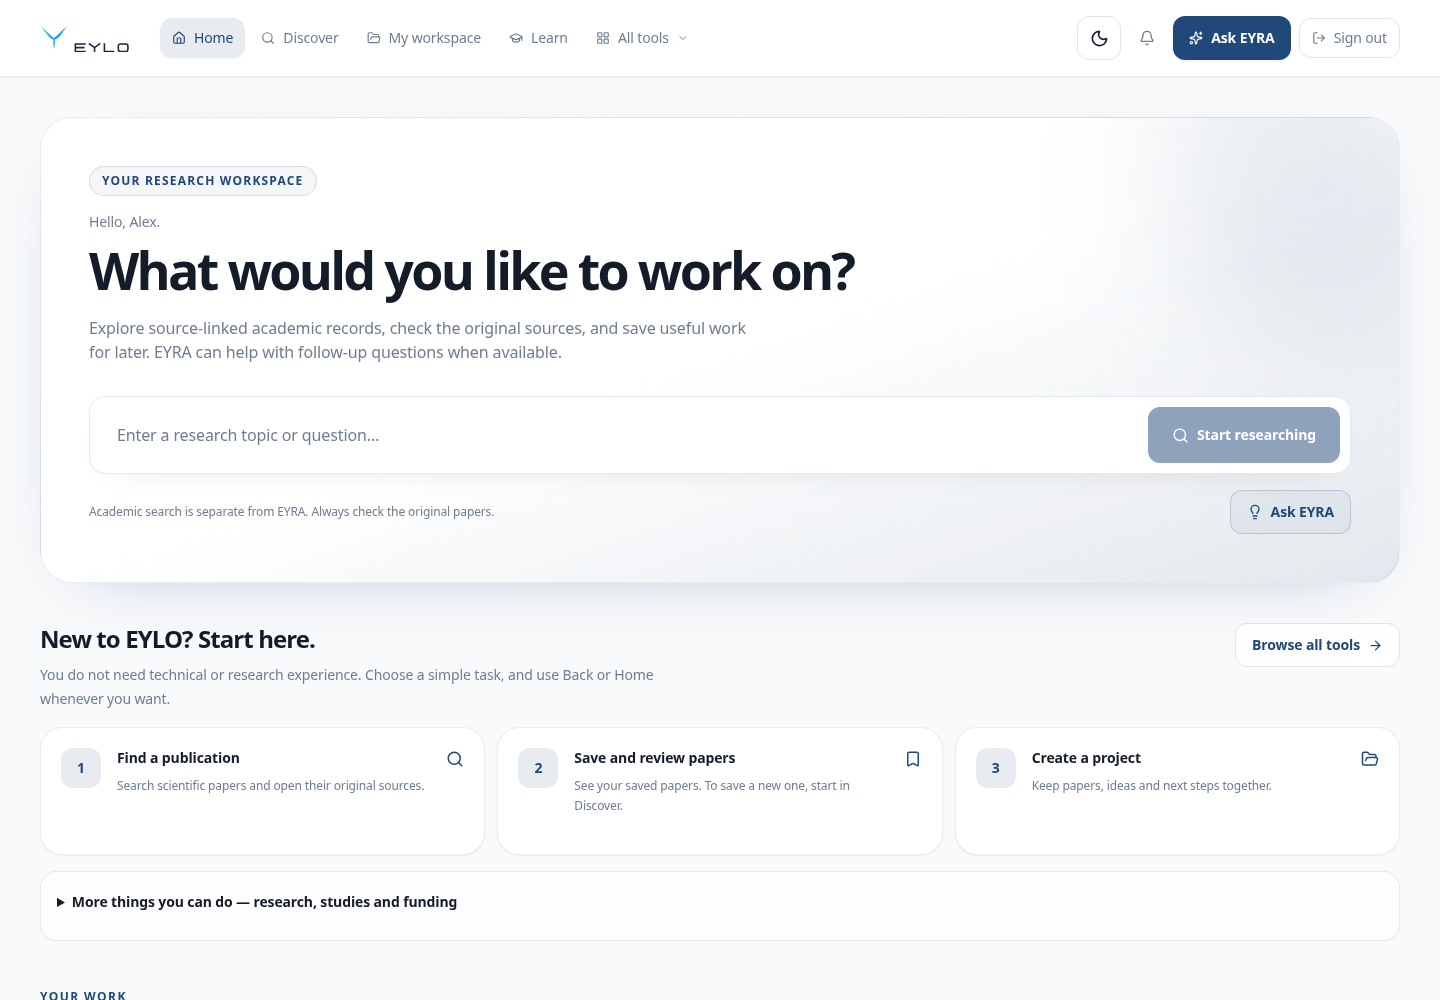 EYLO
Home
Discover
My workspace
Learn
All tools
Ask EYRA
Sign out
YOUR RESEARCH WORKSPACE
Hello, Alex.
What would you like to work on?
Explore source-linked academic records, check the original sources, and save useful work
for later. EYRA can help with follow-up questions when available.
Enter a research topic or question...
Start researching
Academic search is separate from EYRA. Always check the original papers.
Ask EYRA
New to EYLO? Start here.
Browse all tools
You do not need technical or research experience. Choose a simple task, and use Back or Home
whenever you want.
1
Find a publication
Search scientific papers and open their original sources.
2
Save and review papers
See your saved papers. To save a new one, start in
Discover.
3
Create a project
Keep papers, ideas and next steps together.
More things you can do — research, studies and funding
YOUR WORK